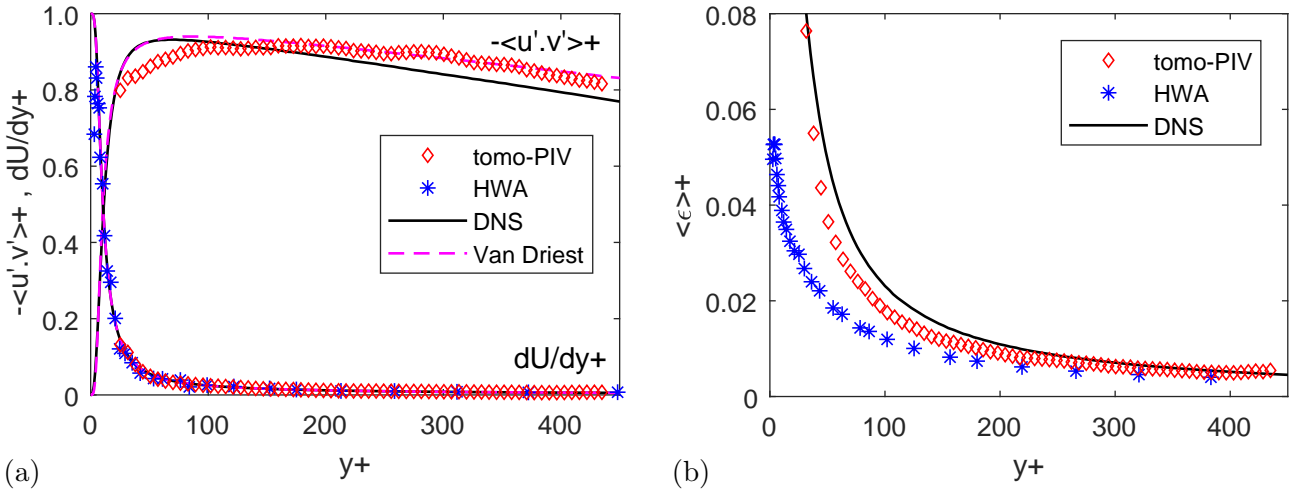 1.0
0.8
0.6
0.4
0.2
0
0
100
200
300
400
y+
-<u'.v'>+ , dU/dy+
-<u'.v'>+
tomo-PIV
HWA
DNS
Van Driest
dU/dy+
(a)
0.08
0.06
0.04
0.02
0
0
100
200
300
400
y+
<ϵ>+
tomo-PIV
HWA
DNS
(b)